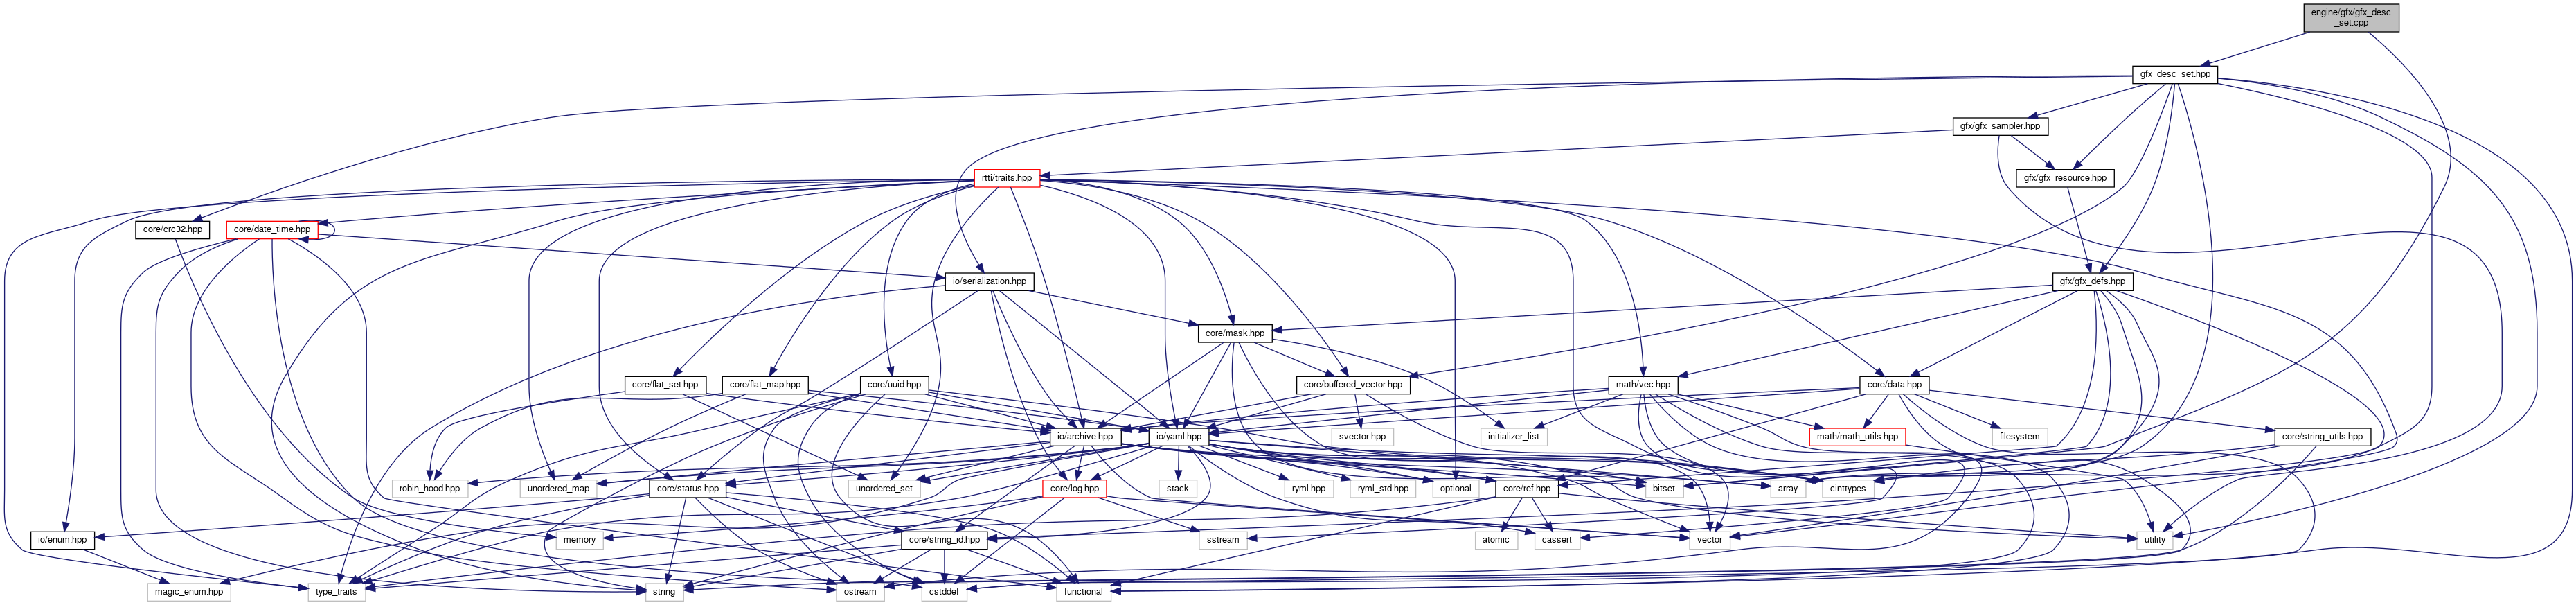 engine/gfx/gfx_desc
_set.cpp
gfx_desc_set.hpp
gfx/gfx_sampler.hpp
rtti/traits.hpp
gfx/gfx_resource.hpp
core/crc32.hpp
core/date_time.hpp
io/serialization.hpp
gfx/gfx_defs.hpp
core/mask.hpp
core/flat_set.hpp
core/flat_map.hpp
core/uuid.hpp
core/buffered_vector.hpp
math/vec.hpp
core/data.hpp
io/archive.hpp
io/yaml.hpp
svector.hpp
initializer_list
math/math_utils.hpp
filesystem
core/string_utils.hpp
robin_hood.hpp
unordered_map
core/status.hpp
unordered_set
core/log.hpp
stack
ryml.hpp
ryml_std.hpp
optional
core/ref.hpp
bitset
array
cinttypes
io/enum.hpp
memory
core/string_id.hpp
sstream
atomic
cassert
vector
utility
magic_enum.hpp
type_traits
string
ostream
cstddef
functional